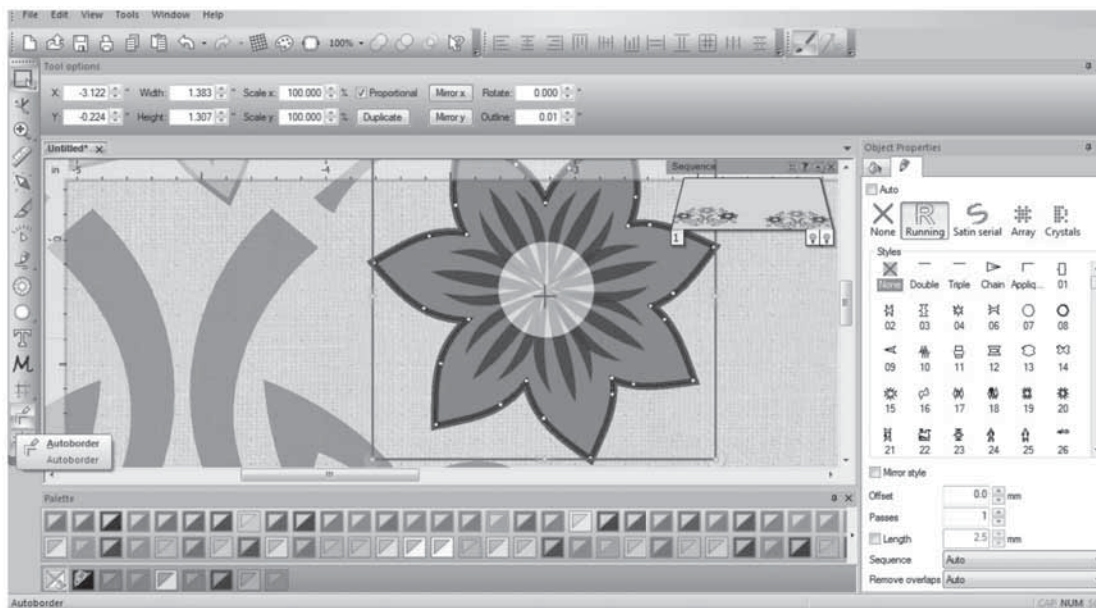 File Edit View Tools Window Help
100%
Tool options
X: -3.122 " Width: 1.383 " Scale x: 100.000 % Proportional Mirror x Rotate: 0.000 °
Y: -0.224 " Height: 1.307 " Scale y: 100.000 % Duplicate Mirror y Outline: 0.01 "
Untitled* x
Object Properties
in -5 -4 -3
Sequence
Auto
None Running Satin serial Array Crystals
1
Styles
None Double Triple Chain Appliq... 01
02 03 04 06 07 08
09 10 11 12 13 14
15 16 17 18 19 20
21 22 23 24 25 26
Autoborder
Autoborder
Mirror style
Offset 0.0 mm
Passes 1
Length 2.5 mm
Sequence Auto
Remove overlaps Auto
Palette
Autoborder
CAP NUM